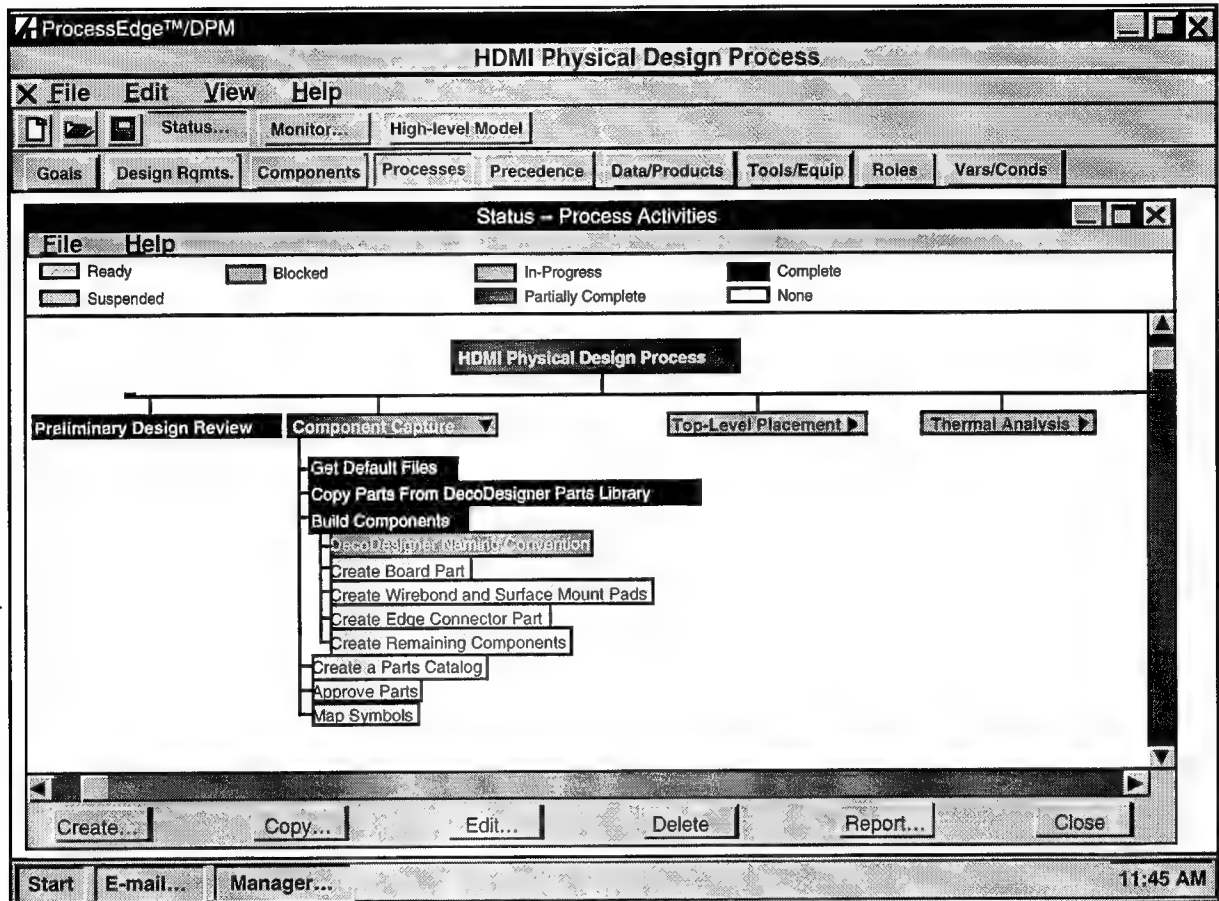 ProcessEdge™/DPM
HDMI Physical Design Process
File Edit View Help
Status... Monitor... High-level Model
Goals Design Rqmts. Components Processes Precedence Data/Products Tools/Equip Roles Vars/Conds
Status – Process Activities
File Help
Ready Blocked In-Progress Complete
Suspended Partially Complete None
HDMI Physical Design Process
Preliminary Design Review Component Capture Top-Level Placement Thermal Analysis
Get Default Files
Copy Parts From DecoDesigner Parts Library
Build Components
DecoDesigner Naming Convention
Create Board Part
Create Wirebond and Surface Mount Pads
Create Edge Connector Part
Create Remaining Components
Create a Parts Catalog
Approve Parts
Map Symbols
Create... Copy... Edit... Delete Report... Close
Start E-mail... Manager... 11:45 AM